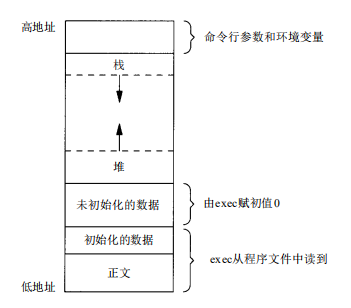 高地址
命令行参数和环境变量
栈
堆
未初始化的数据
由exec赋初值0
初始化的数据
exec从程序文件中读到
正文
低地址